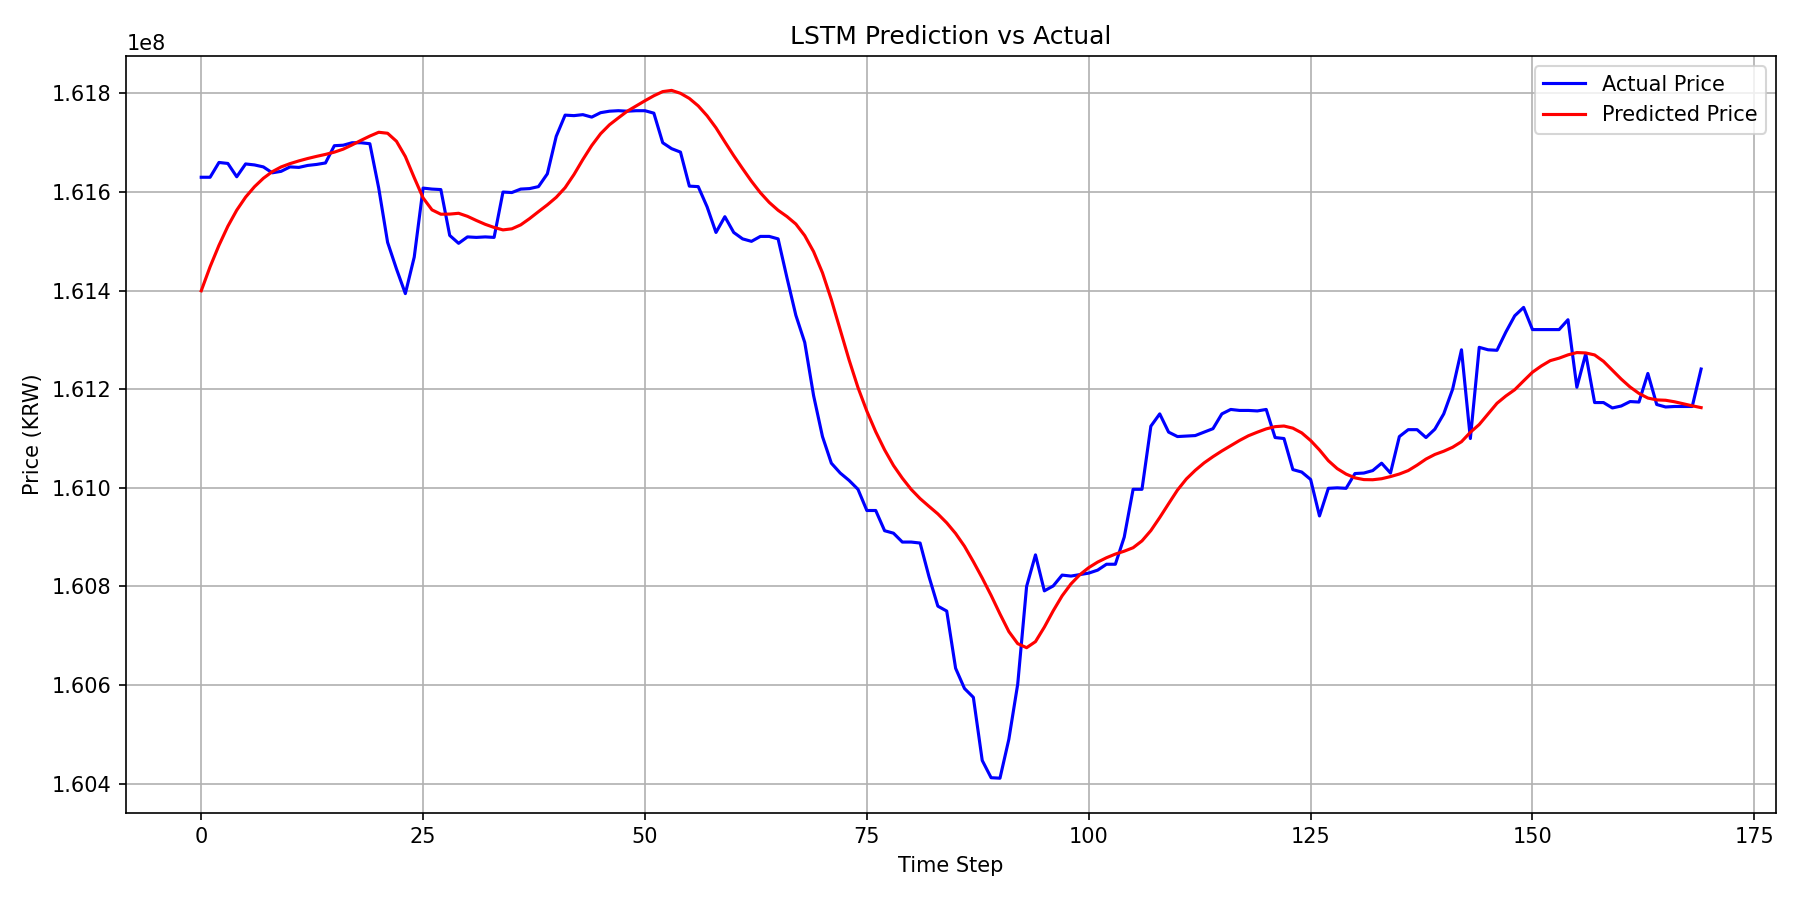 LSTM Prediction vs Actual
1e8
1.618
1.616
1.614
1.612
1.610
1.608
1.606
1.604
Price (KRW)
Actual Price
Predicted Price
0 25 50 75 100 125 150 175
Time Step